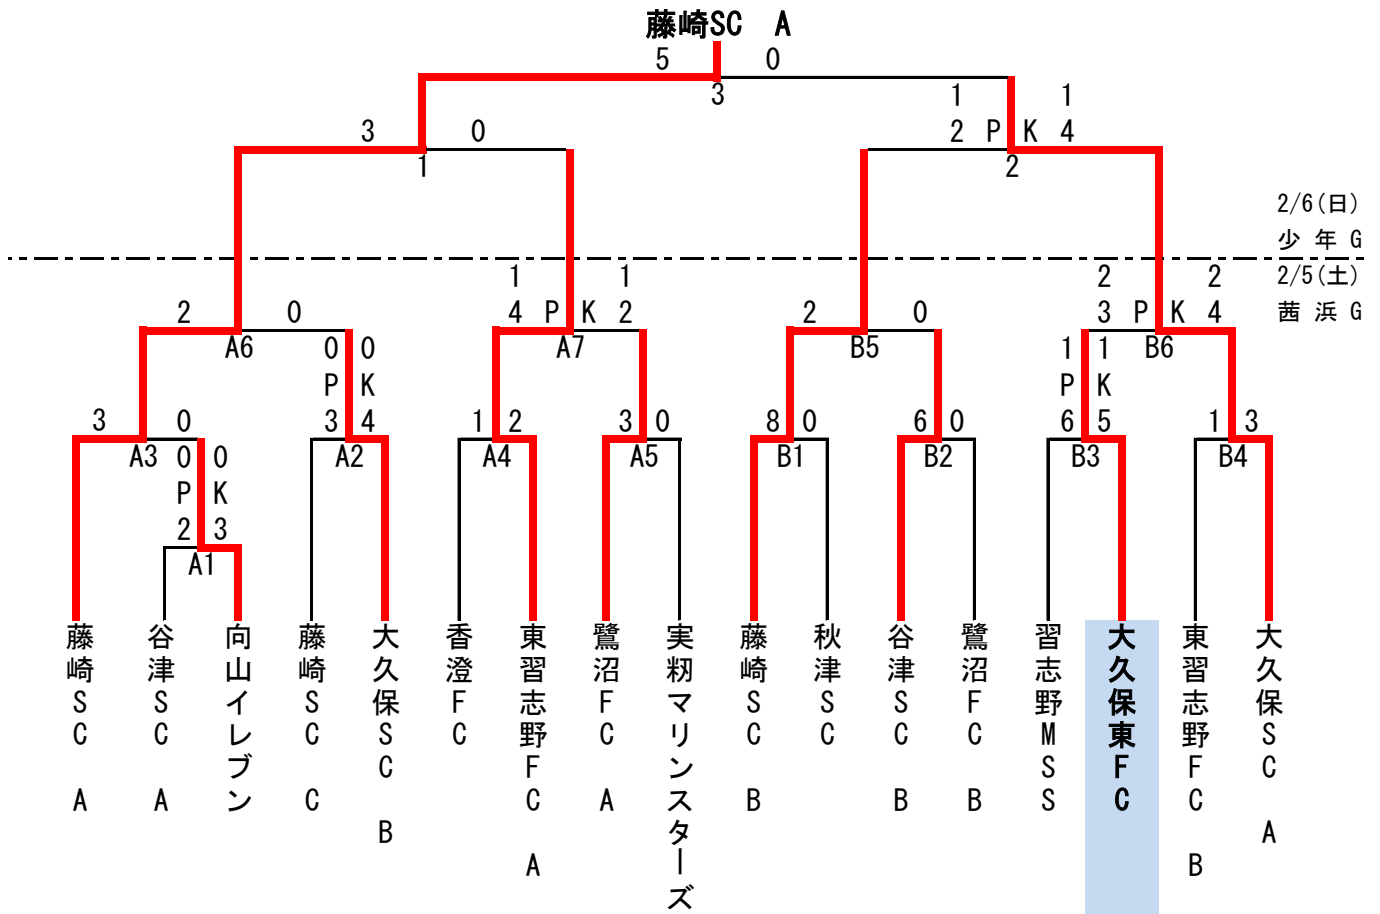 藤崎SC A
5 0
3
1 1
3 0
2 P K 4
1
2
2/6(日)
少 年 G
2/5(土)
茜 浜 G
1 1
2 2
2 0
4 P K 2
2 0
3 P K 4
A6
A7
B5
B6
0 0
1 1
P K
P K
3 0
3 4
1 2
3 0
8 0
6 0
6 5
1 3
A3
A2
A4
A5
B1
B2
B3
B4
0 0
P K
2 3
A1
藤崎SC A
谷津SC A
向山イレブン
藤崎SC C
大久保SC B
香澄FC
東習志野FC A
鷺沼FC A
実籾マリンスターズ
藤崎SC B
秋津SC
谷津SC B
鷺沼FC B
習志野MSS
大久保東FC
東習志野FC B
大久保SC A